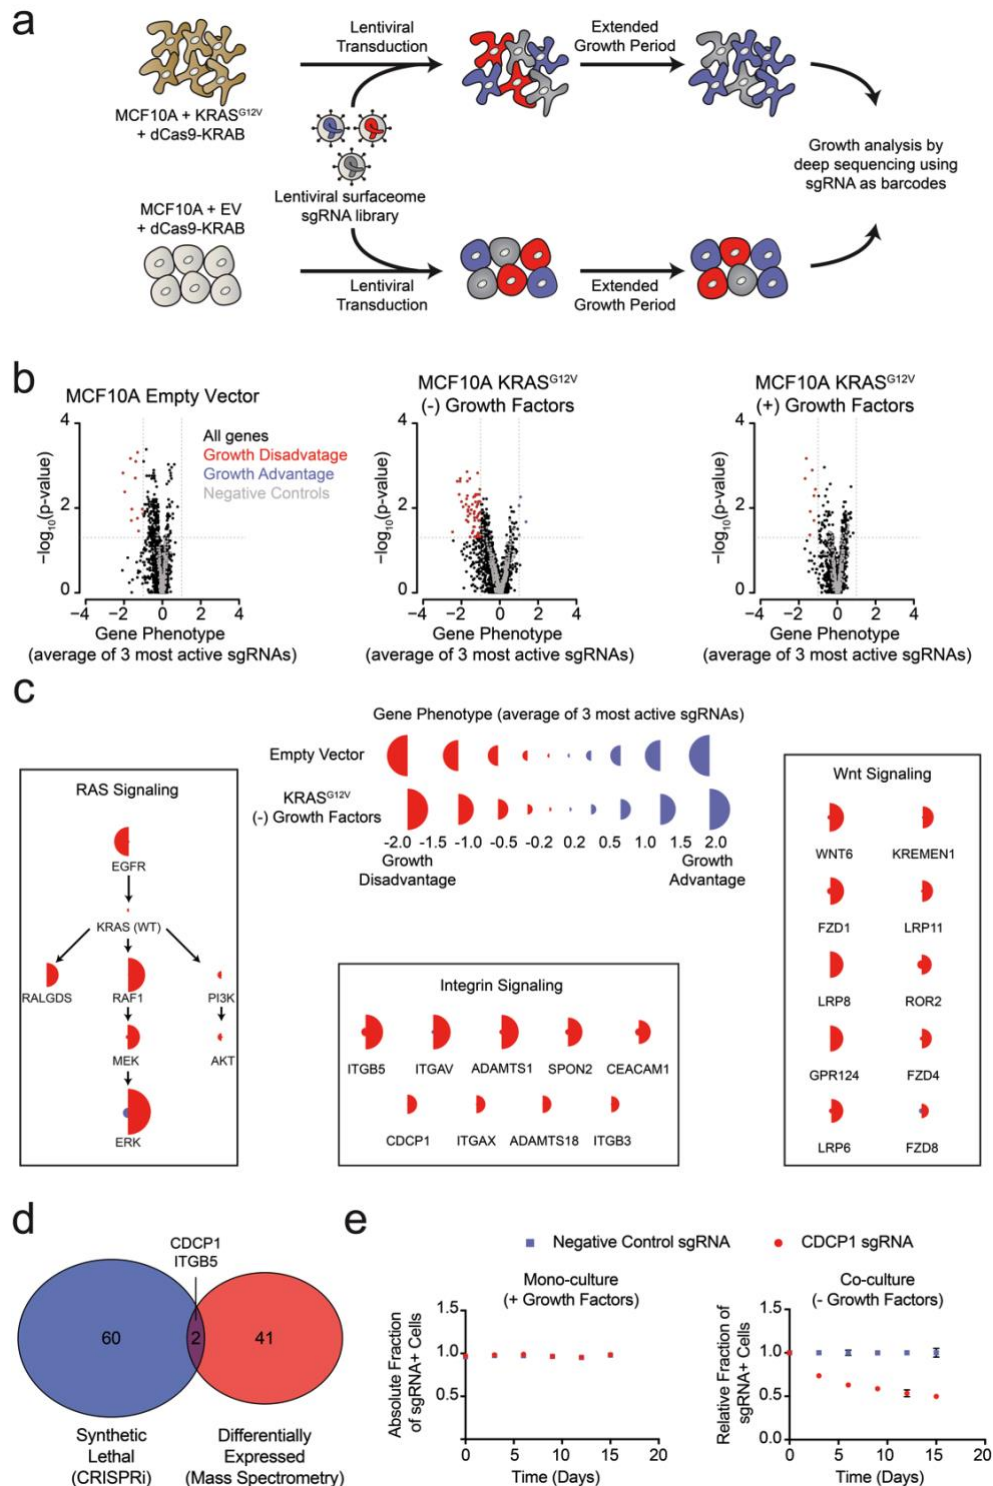 a
Lentiviral
Transduction
Extended
Growth Period
MCF10A + KRAS^G12V
+ dCas9-KRAB
Growth analysis by
deep sequencing using
sgRNA as barcodes
Lentiviral surfaceome
sgRNA library
MCF10A + EV
+ dCas9-KRAB
Lentiviral
Transduction
Extended
Growth Period
b
MCF10A Empty Vector
All genes
Growth Disadvatage
Growth Advantage
Negative Controls
−log10(p-value)
4
2
0
−4 −2 0 2 4
Gene Phenotype
(average of 3 most active sgRNAs)
MCF10A KRAS^G12V
(-) Growth Factors
−log10(p-value)
4
2
0
−4 −2 0 2 4
Gene Phenotype
(average of 3 most active sgRNAs)
MCF10A KRAS^G12V
(+) Growth Factors
−log10(p-value)
4
2
0
−4 −2 0 2 4
Gene Phenotype
(average of 3 most active sgRNAs)
c
Gene Phenotype (average of 3 most active sgRNAs)
Empty Vector
KRAS^G12V
(-) Growth Factors
-2.0 -1.5 -1.0 -0.5 -0.2 0.2 0.5 1.0 1.5 2.0
Growth
Disadvantage
Growth
Advantage
RAS Signaling
EGFR
KRAS (WT)
RALGDS RAF1 PI3K
MEK AKT
ERK
Integrin Signaling
ITGB5 ITGAV ADAMTS1 SPON2 CEACAM1
CDCP1 ITGAX ADAMTS18 ITGB3
Wnt Signaling
WNT6 KREMEN1
FZD1 LRP11
LRP8 ROR2
GPR124 FZD4
LRP6 FZD8
d
CDCP1
ITGB5
60 2 41
Synthetic
Lethal
(CRISPRi)
Differentially
Expressed
(Mass Spectrometry)
e
Negative Control sgRNA CDCP1 sgRNA
Mono-culture
(+ Growth Factors)
Absolute Fraction
of sgRNA+ Cells
1.5
1.0
0.5
0 5 10 15 20
Time (Days)
Co-culture
(- Growth Factors)
Relative Fraction of
sgRNA+ Cells
1.5
1.0
0.5
0.0
0 5 10 15 20
Time (Days)